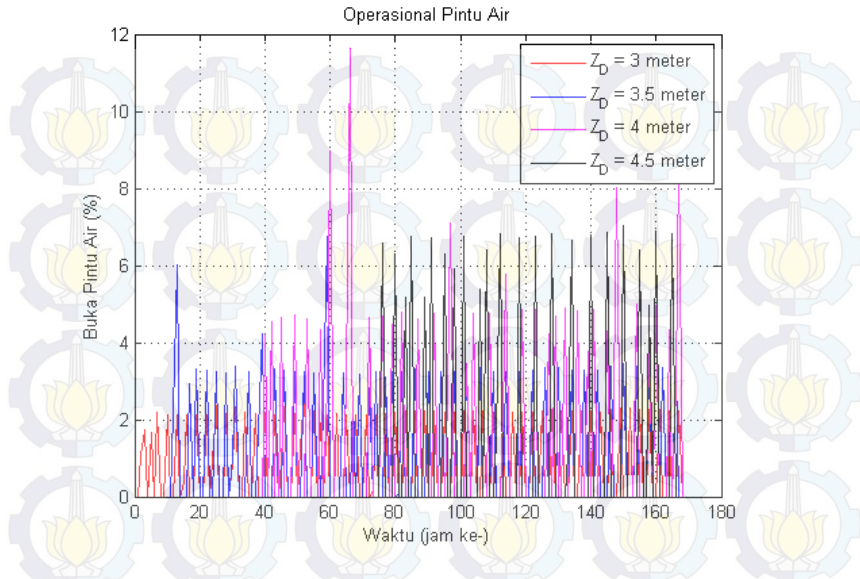 Operasional Pintu Air
12
10
8
6
4
2
0
Buka Pintu Air (%)
Z_D = 3 meter
Z_D = 3.5 meter
Z_D = 4 meter
Z_D = 4.5 meter
0 20 40 60 80 100 120 140 160 180
Waktu (jam ke-)